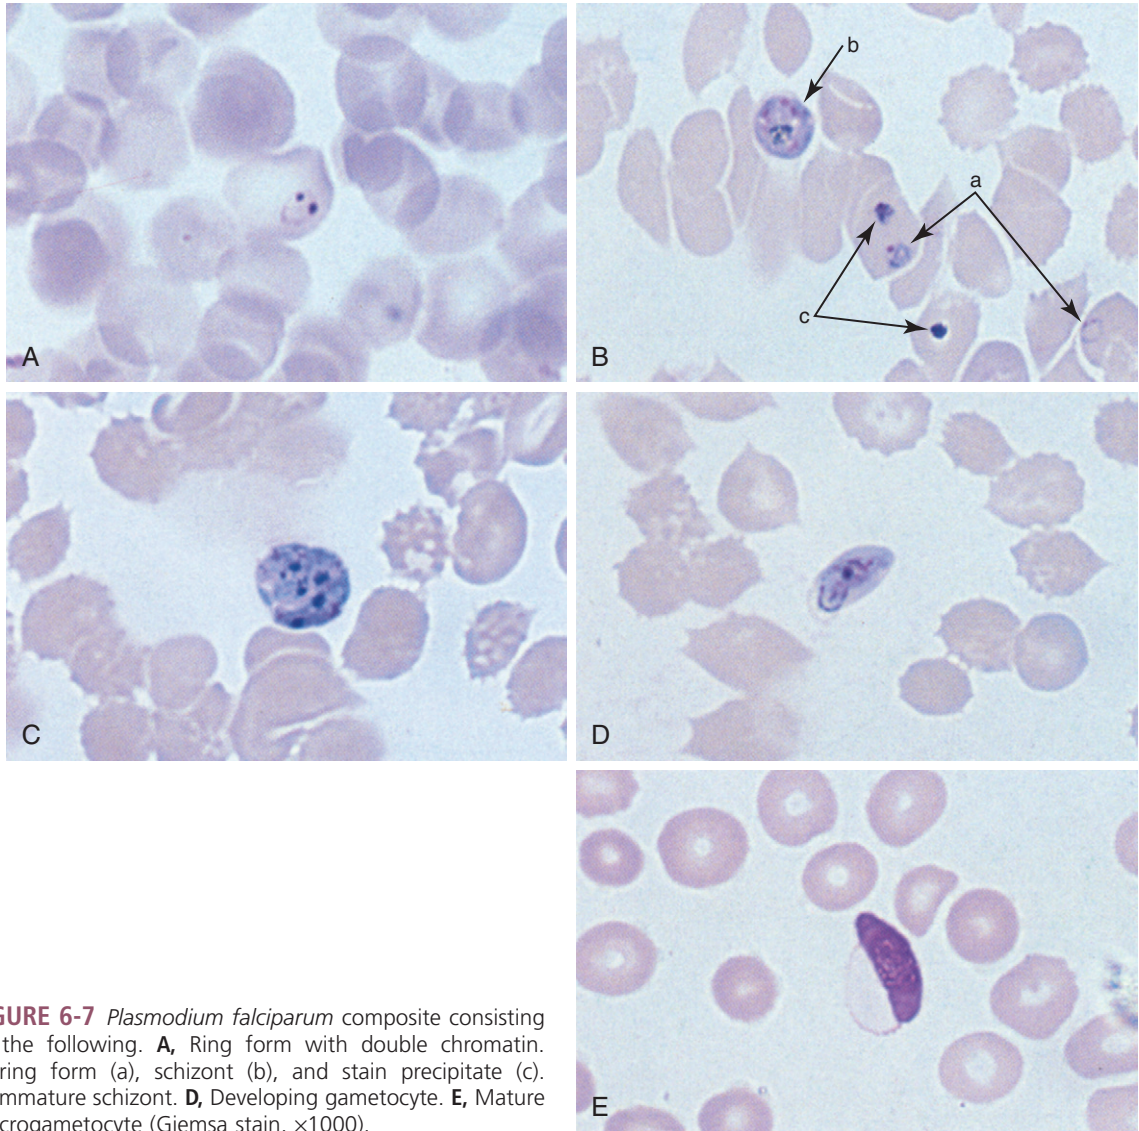 b
a
c
A
B
C
D
E
GURE 6-7 Plasmodium falciparum composite consisting
the following. A, Ring form with double chromatin.
ring form (a), schizont (b), and stain precipitate (c).
mmature schizont. D, Developing gametocyte. E, Mature
crogametocyte (Giemsa stain, ×1000).